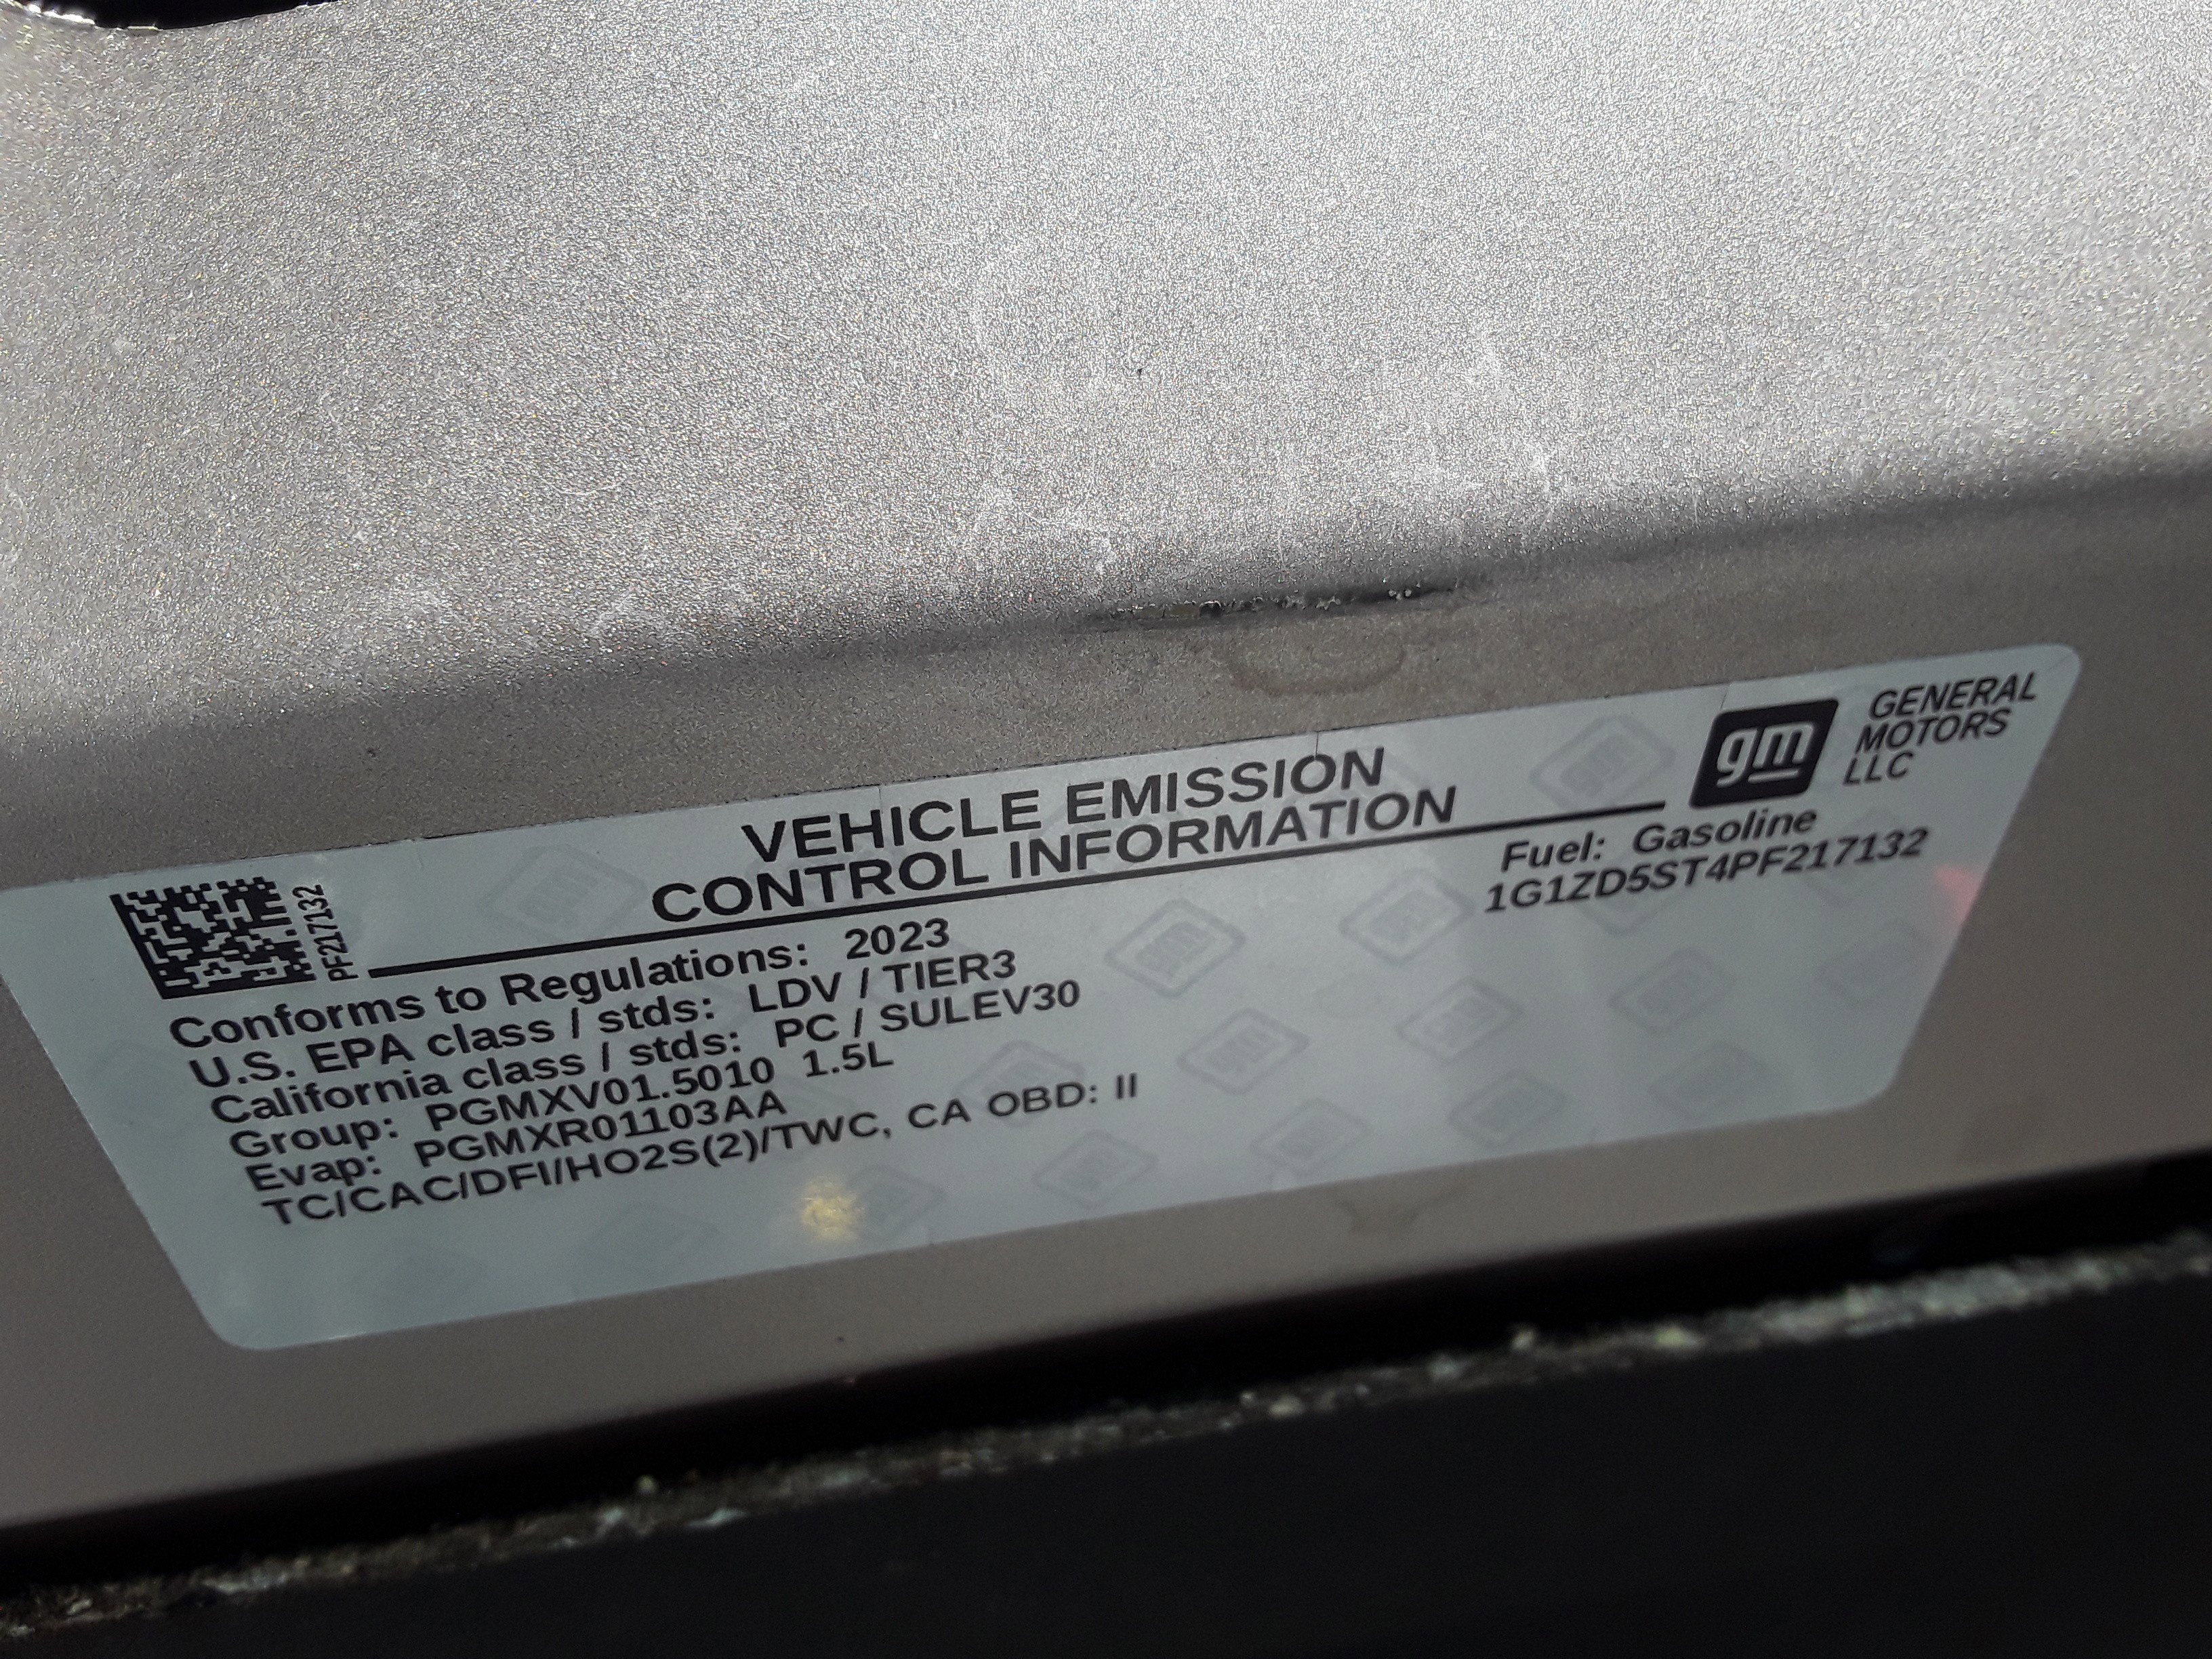 VEHICLE EMISSION
CONTROL INFORMATION
gm
GENERAL
MOTORS
LLC
PF217132
Fuel: Gasoline
1G1ZD5ST4PF217132
Conforms to Regulations: 2023
U.S. EPA class / stds: LDV / TIER3
California class / stds: PC / SULEV30
Group: PGMXV01.5010 1.5L
Evap: PGMXR01103AA
TC/CAC/DFI/HO2S(2)/TWC, CA OBD: II